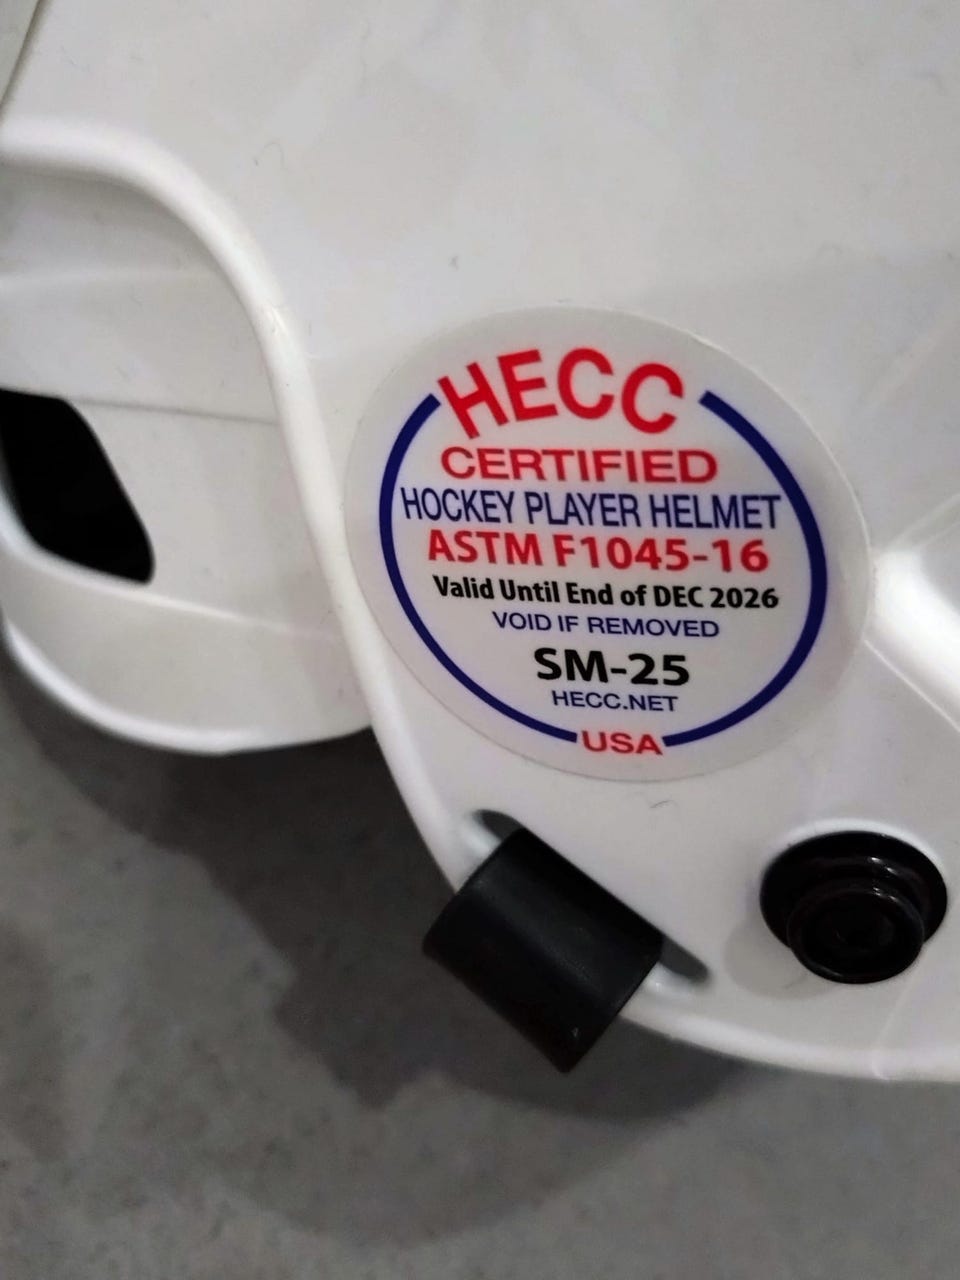 HECC
CERTIFIED
HOCKEY PLAYER HELMET
ASTM F1045-16
Valid Until End of DEC 2026
VOID IF REMOVED
SM-25
HECC.NET
USA